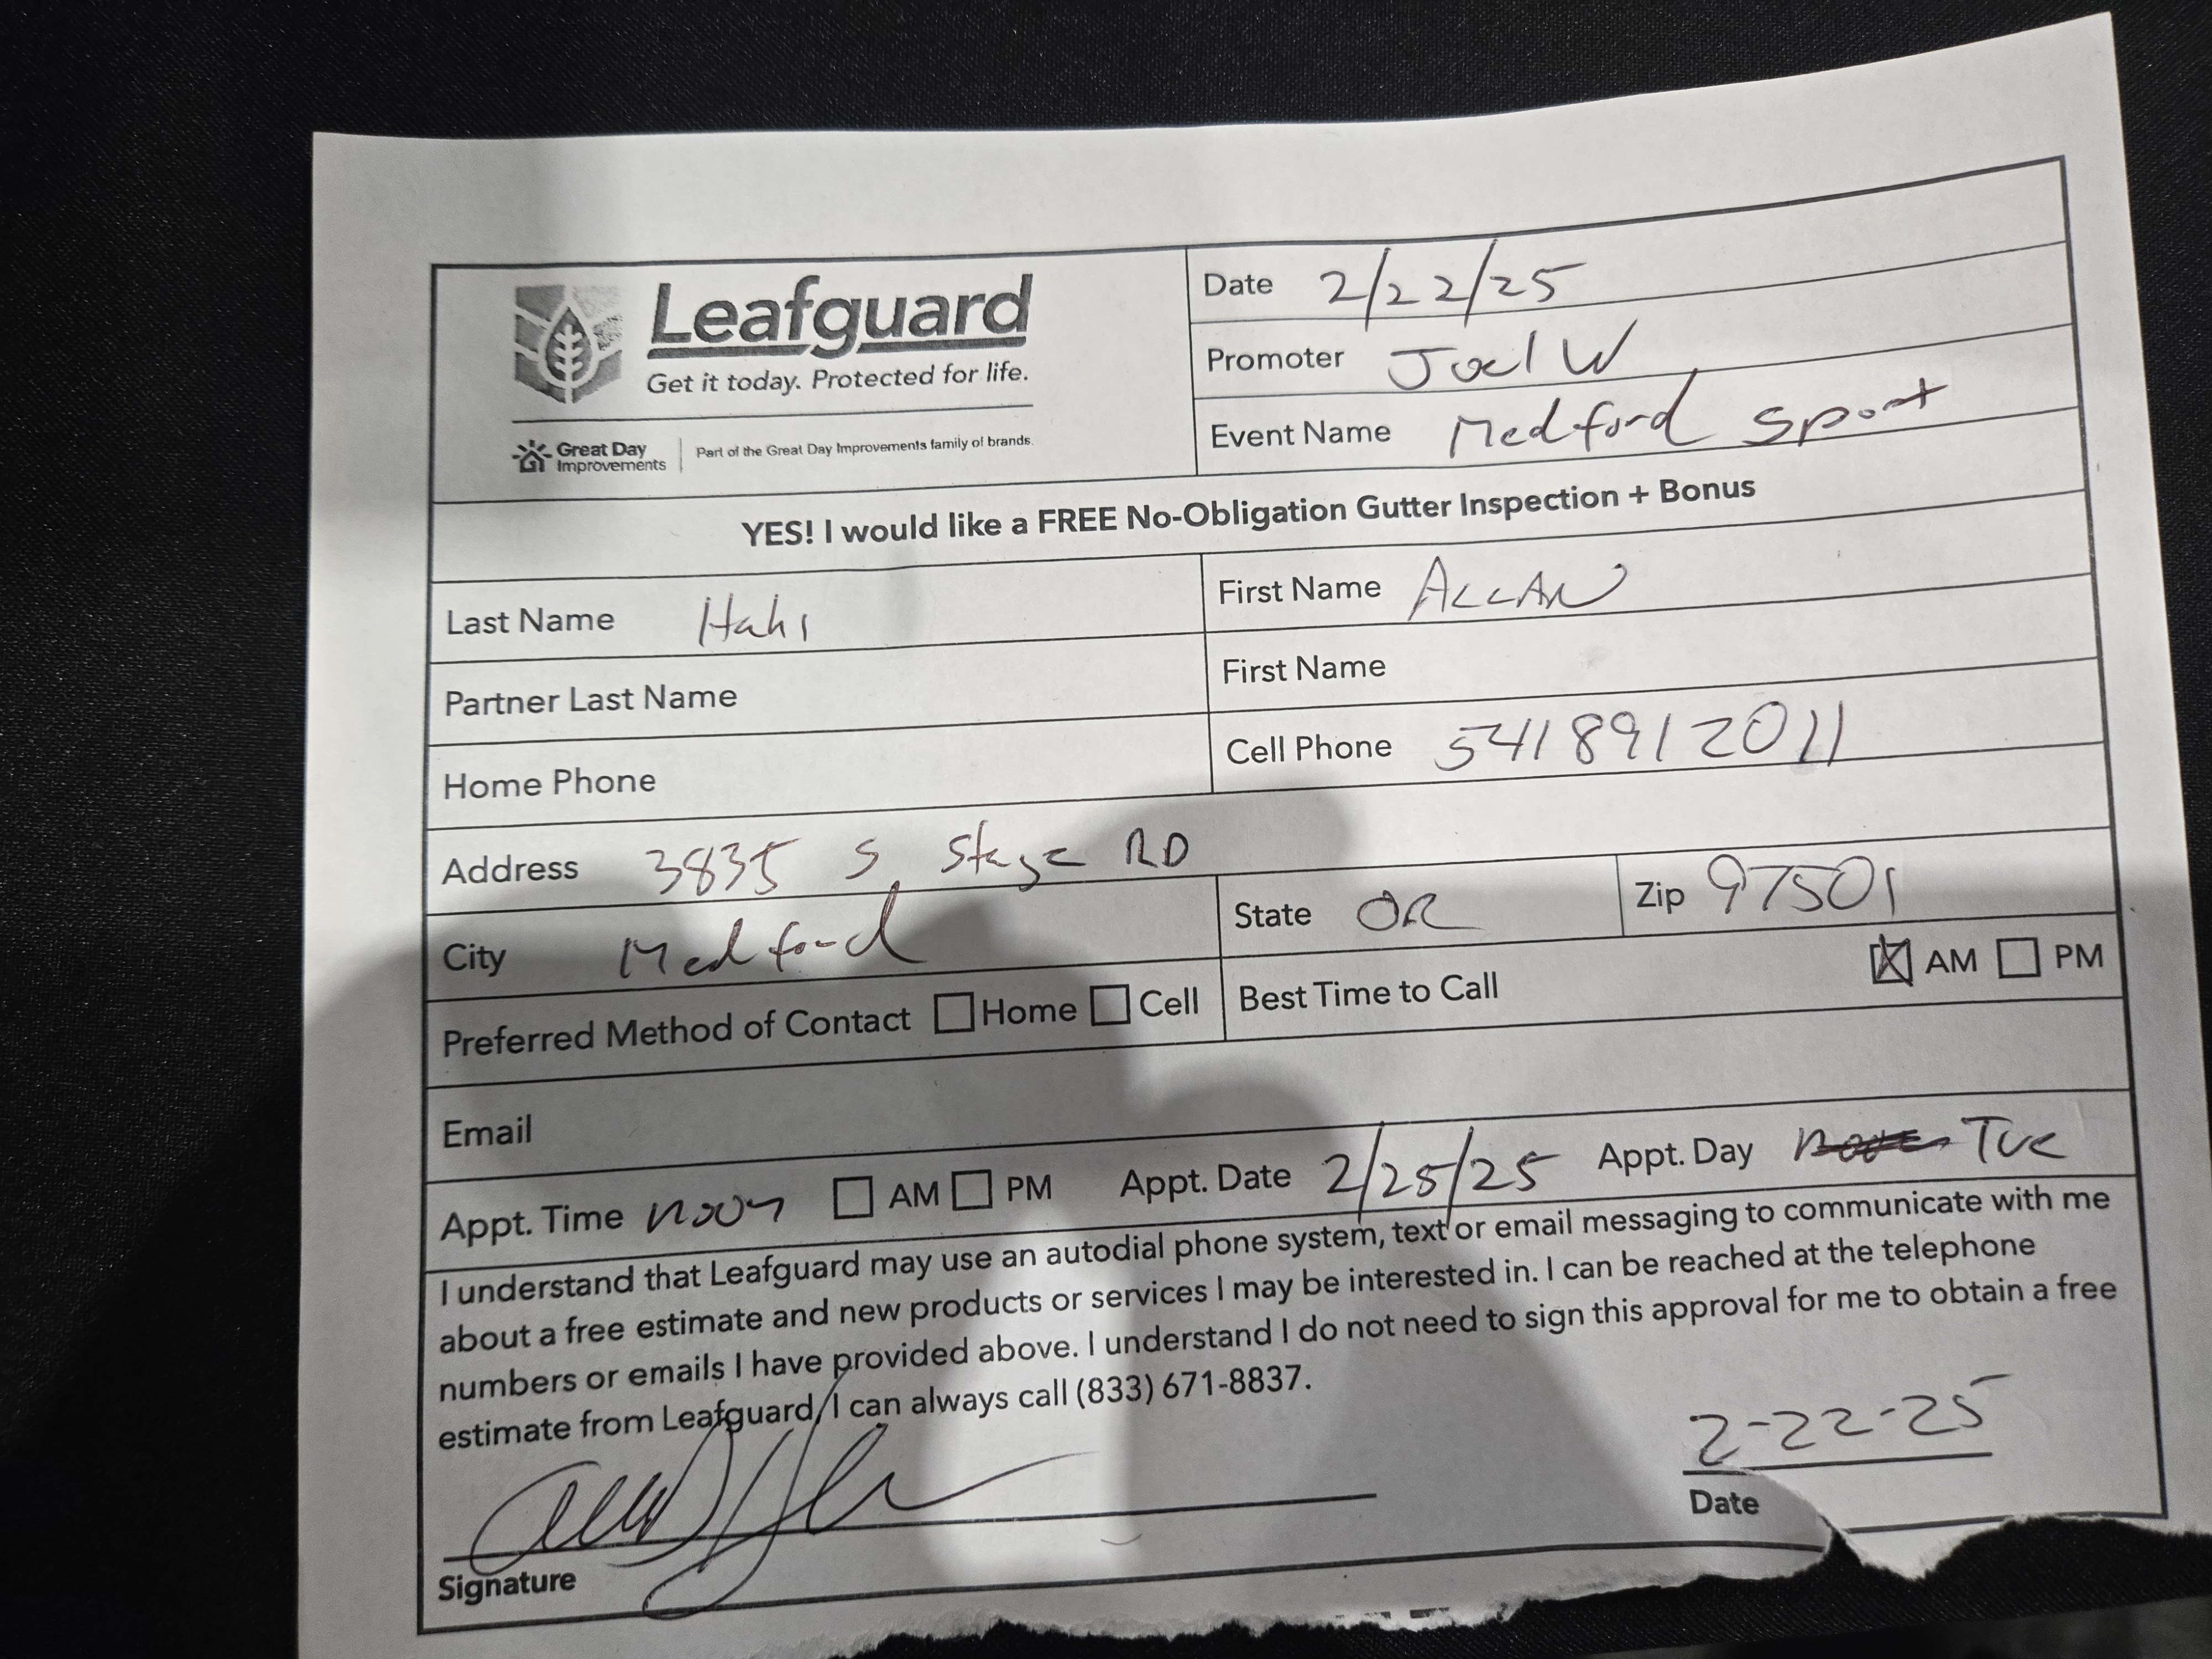 Leafguard
Get it today. Protected for life.
Great Day Improvements | Part of the Great Day Improvements family of brands.
Date 2/22/25
Promoter Joel W
Event Name Medford Sport
YES! I would like a FREE No-Obligation Gutter Inspection + Bonus
Last Name Hahn First Name ALLAN
Partner Last Name First Name
Home Phone Cell Phone 541 891 2011
Address 3835 S Stage RD
City Medford State OR Zip 97501
Preferred Method of Contact Home Cell Best Time to Call AM PM
Email
Appt. Time noon AM PM Appt. Date 2/25/25 Appt. Day Tue
I understand that Leafguard may use an autodial phone system, text or email messaging to communicate with me
about a free estimate and new products or services I may be interested in. I can be reached at the telephone
numbers or emails I have provided above. I understand I do not need to sign this approval for me to obtain a free
estimate from Leafguard, I can always call (833) 671-8837.
2-22-25
Signature Date